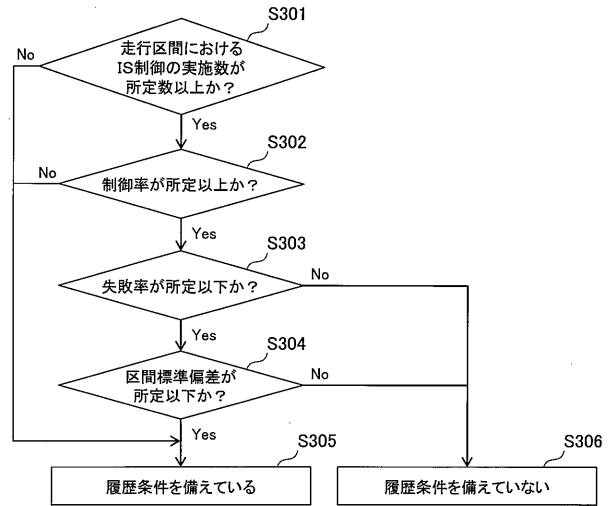 S301
No
走行区間における
IS制御の実施数が
所定数以上か？
Yes
S302
No
制御率が所定以上か？
Yes
S303
失敗率が所定以下か？
No
Yes
S304
区間標準偏差が
所定以下か？
No
Yes
S305
履歴条件を備えている
S306
履歴条件を備えていない